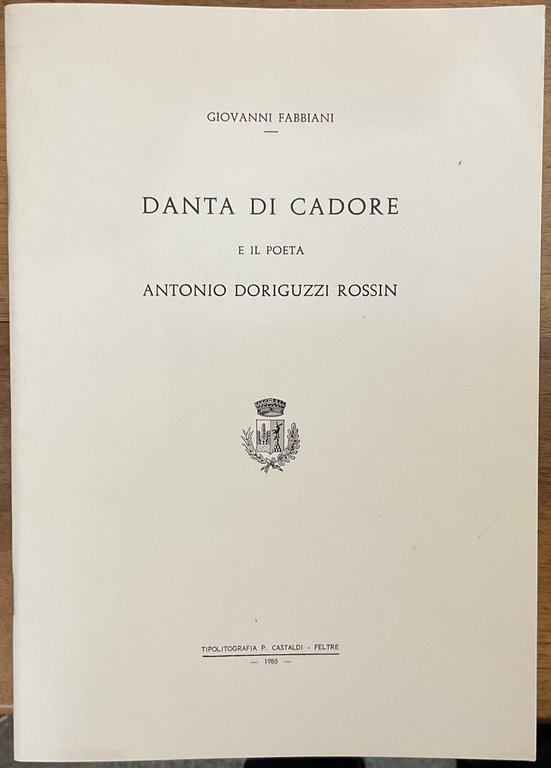 GIOVANNI FABBIANI
DANTA DI CADORE
E IL POETA
ANTONIO DORIGUZZI ROSSIN
TIPOLITOGRAFIA P. CASTALDI - FELTRE
— 1985 —